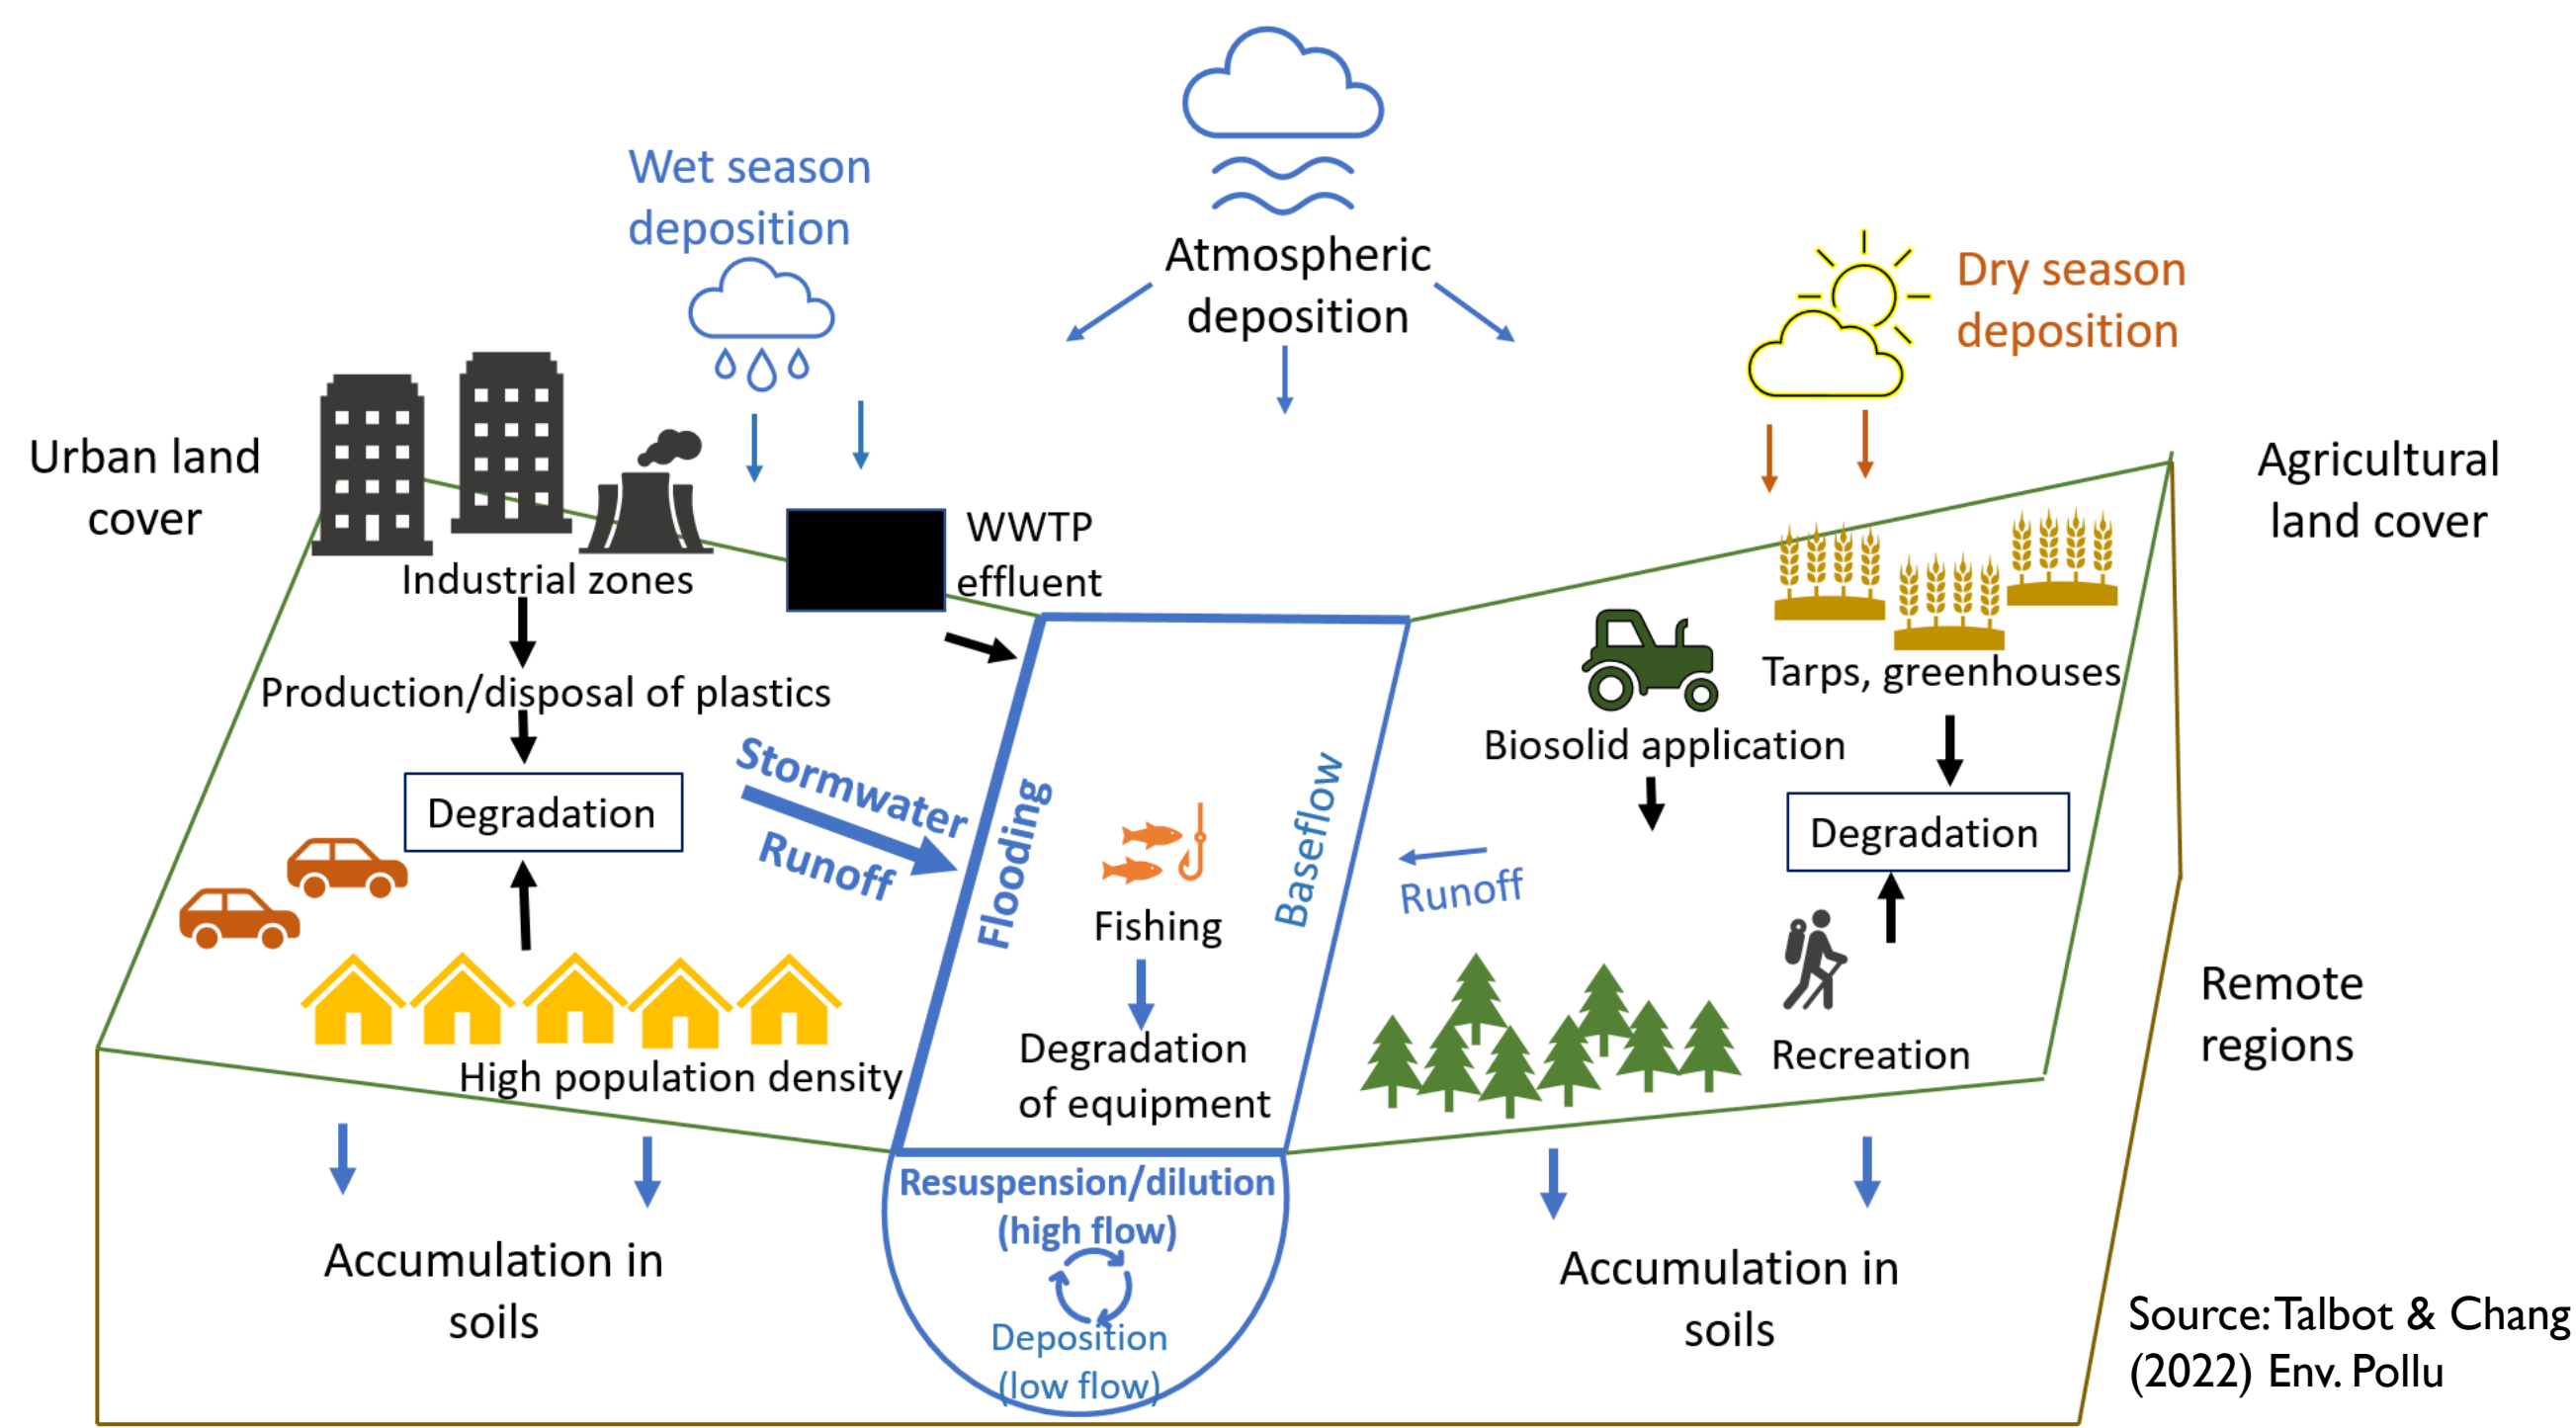 Wet season
deposition
Atmospheric
deposition
Dry season
deposition
Urban land
cover
Agricultural
land cover
WWTP
effluent
Industrial zones
Production/disposal of plastics
Degradation
Stormwater
Runoff
High population density
Flooding
Baseflow
Fishing
Degradation
of equipment
Tarps, greenhouses
Biosolid application
Degradation
Runoff
Recreation
Remote
regions
Resuspension/dilution
(high flow)
Deposition
(low flow)
Accumulation in
soils
Accumulation in
soils
Source: Talbot & Chang
(2022) Env. Pollu